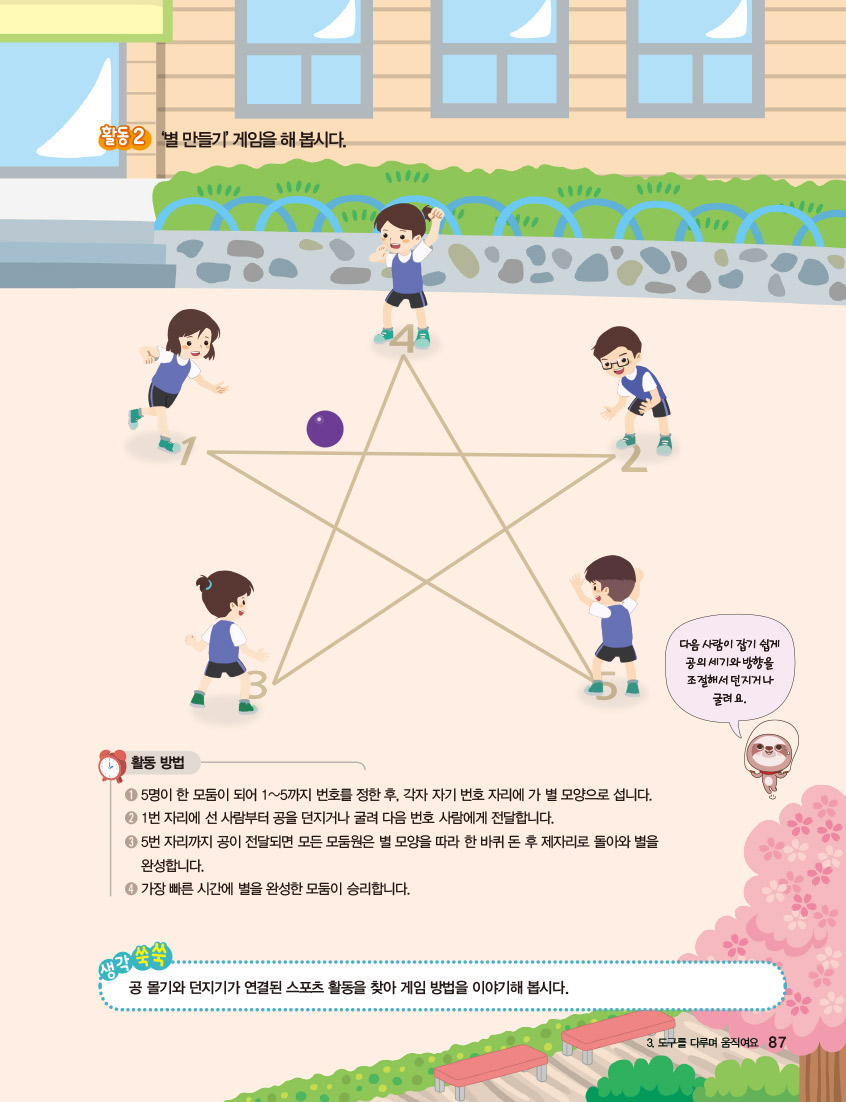 활동 2 '별 만들기' 게임을 해 봅시다.
4
1
2
3
5
다음 사람이 잡기 쉽게
공의 세기와 방향을
조절해서 던지거나
굴려요.
활동 방법
1 5명이 한 모둠이 되어 1~5까지 번호를 정한 후, 각자 자기 번호 자리에 가 별 모양으로 섭니다.
2 1번 자리에 선 사람부터 공을 던지거나 굴려 다음 번호 사람에게 전달합니다.
3 5번 자리까지 공이 전달되면 모든 모둠원은 별 모양을 따라 한 바퀴 돈 후 제자리로 돌아와 별을
완성합니다.
4 가장 빠른 시간에 별을 완성한 모둠이 승리합니다.
생각 쑥쑥
공 몰기와 던지기가 연결된 스포츠 활동을 찾아 게임 방법을 이야기해 봅시다.
3. 도구를 다루며 움직여요 87